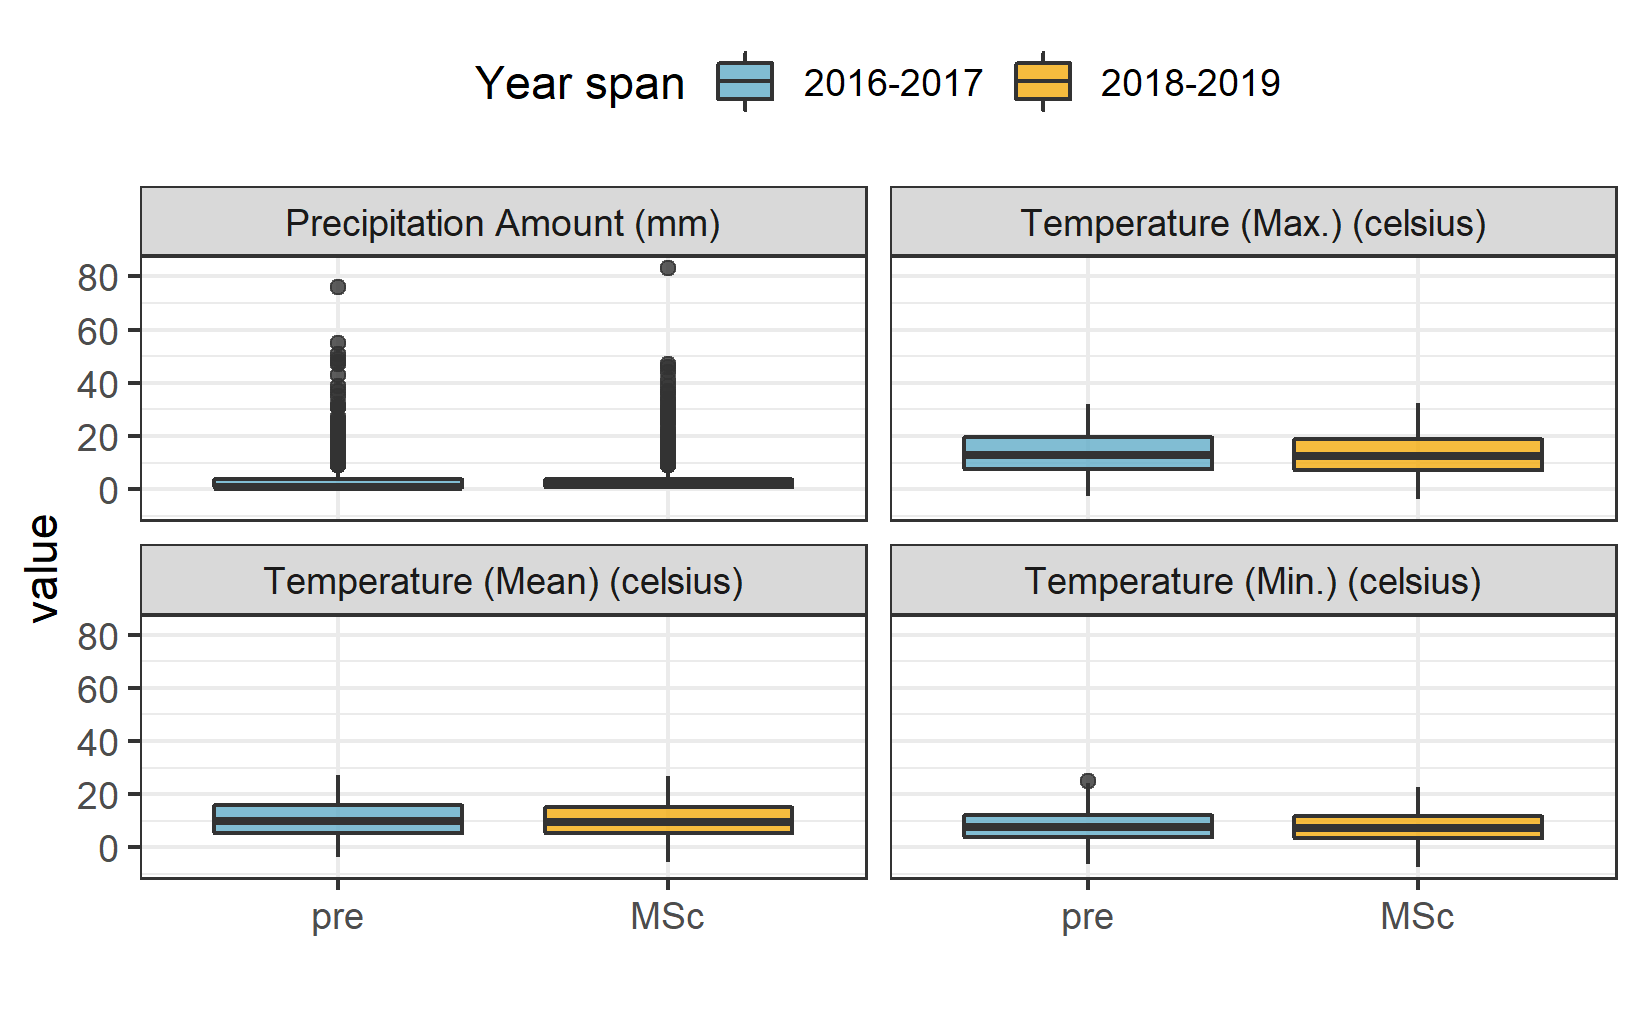 Year span 2016-2017 2018-2019
Precipitation Amount (mm) Temperature (Max.) (celsius)
80
60
40
20
0
value
Temperature (Mean) (celsius) Temperature (Min.) (celsius)
80
60
40
20
0
pre MSc pre MSc